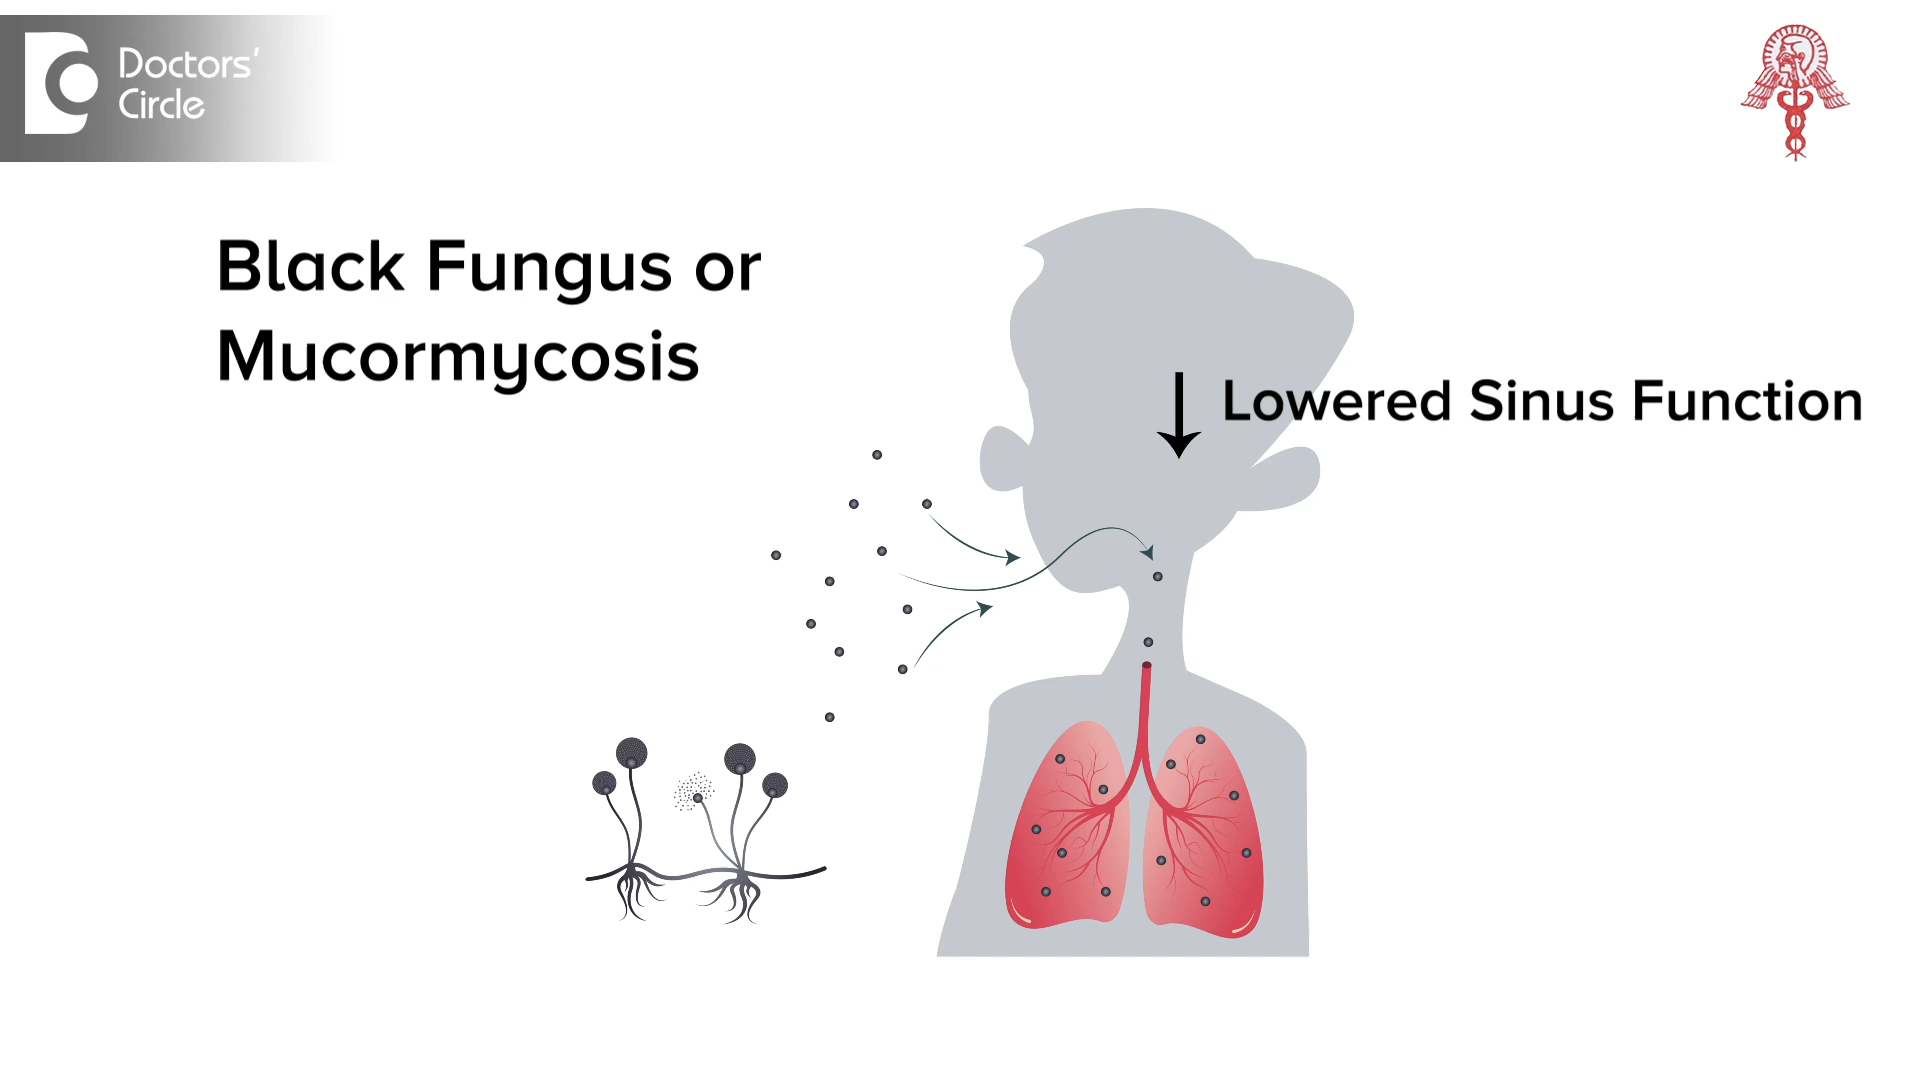 Doctors'
Circle
Black Fungus or
Mucormycosis
Lowered Sinus Function